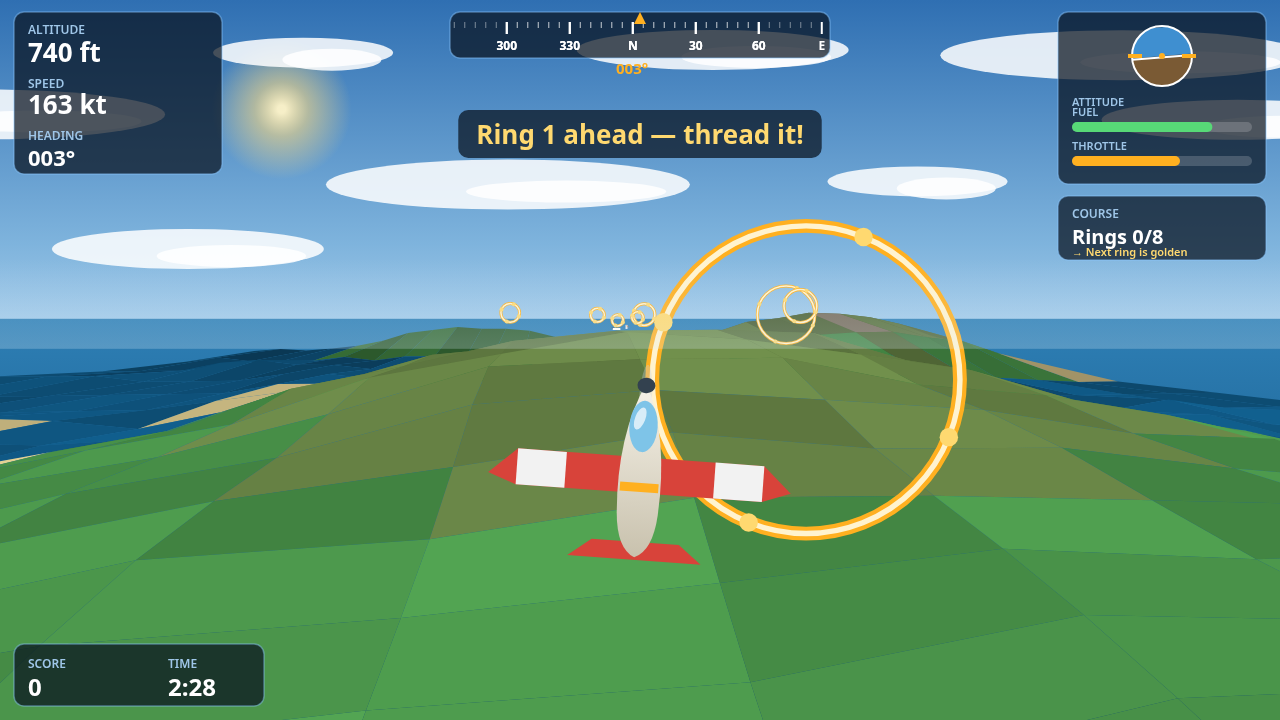 ALTITUDE
740 ft
SPEED
163 kt
HEADING
003°
300 330 N 30 60 E
003°
Ring 1 ahead — thread it!
ATTITUDE
FUEL
THROTTLE
COURSE
Rings 0/8
→ Next ring is golden
SCORE TIME
0 2:28